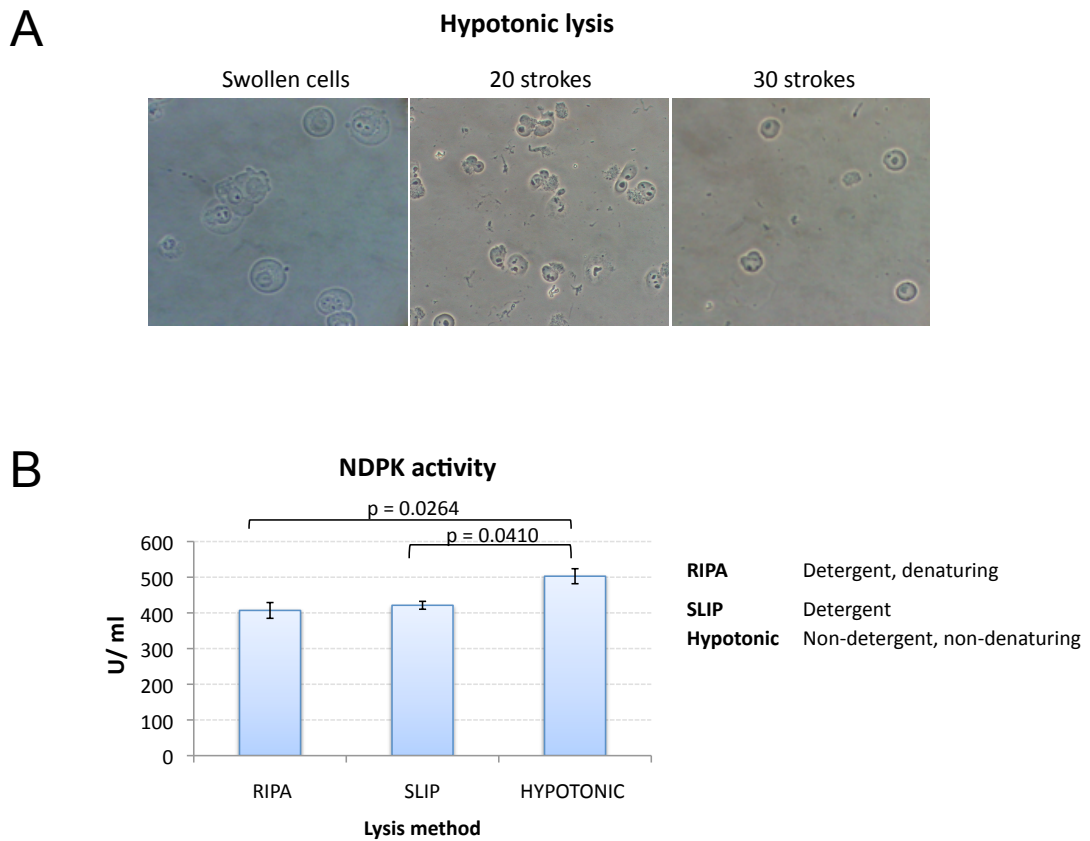 A
Hypotonic lysis
Swollen cells
20 strokes
30 strokes
B
NDPK activity
p = 0.0264
p = 0.0410
600
500
400
300
200
100
0
U/ ml
RIPA
SLIP
HYPOTONIC
Lysis method
RIPA Detergent, denaturing
SLIP Detergent
Hypotonic Non-detergent, non-denaturing